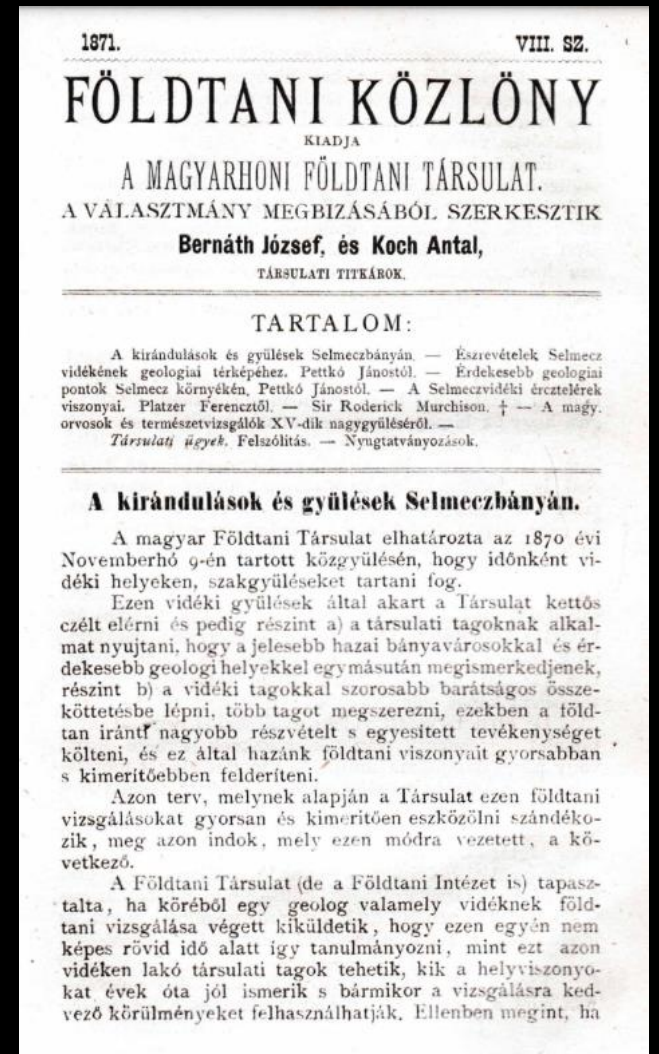 1871. VIII. SZ.
FÖLDTANI KÖZLÖNY
KIADJA
A MAGYARHONI FÖLDTANI TÁRSULAT.
A VÁLASZTMÁNY MEGBIZÁSÁBÓL SZERKESZTIK
Bernáth József, és Koch Antal,
TÁRSULATI TITKÁROK.
TARTALOM:
A kirándulások és gyülések Selmeczbányán. — Észrevételek Selmecz
vidékének geologiai térképéhez. Pettkó Jánostól. — Érdekesebb geologiai
pontok Selmecz környékén, Pettkó Jánostól. — A Selmeczvidéki ércztelérek
viszonyai. Platzer Ferencztől. — Sir Roderick Murchison. † — A magy.
orvosok és természetvizsgálók XV-dik nagygyüléséről. —
Társulati ügyek. Felszólitás. — Nyugtatványozások.
A kirándulások és gyülések Selmeczbányán.
A magyar Földtani Társulat elhatározta az 1870 évi
Novemberhó 9-én tartott közgyülésén, hogy időnként vi-
déki helyeken, szakgyüléseket tartani fog.
Ezen vidéki gyülések által akart a Társulat kettős
czélt elérni és pedig részint a) a társulati tagoknak alkal-
mat nyujtani, hogy a jelesebb hazai bányavárosokkal és ér-
dekesebb geologi helyekkel egymásután megismerkedjenek,
részint b) a vidéki tagokkal szorosabb barátságos össze-
köttetésbe lépni, több tagot megszerezni, ezekben a föld-
tan iránt nagyobb részvételt s egyesített tevékenységet
költeni, és ez által hazánk földtani viszonyait gyorsabban
s kimerítőebben felderíteni.
Azon terv, melynek alapján a Társulat ezen földtani
vizsgálásokat gyorsan és kimeritően eszközölni szándéko-
zik, meg azon indok, mely ezen módra vezetett, a kö-
vetkező.
A Földtani Társulat (de a Földtani Intézet is) tapasz-
talta, ha köréből egy geolog valamely vidéknek föld-
tani vizsgálása végett kiküldetik, hogy ezen egyén nem
képes rövid idő alatt így tanulmányozni, mint ezt azon
vidéken lakó társulati tagok tehetik, kik a helyviszonyo-
kat évek óta jól ismerik s bármikor a vizsgálásra ked-
vező körülményeket felhasználhatják. Ellenben megint, ha